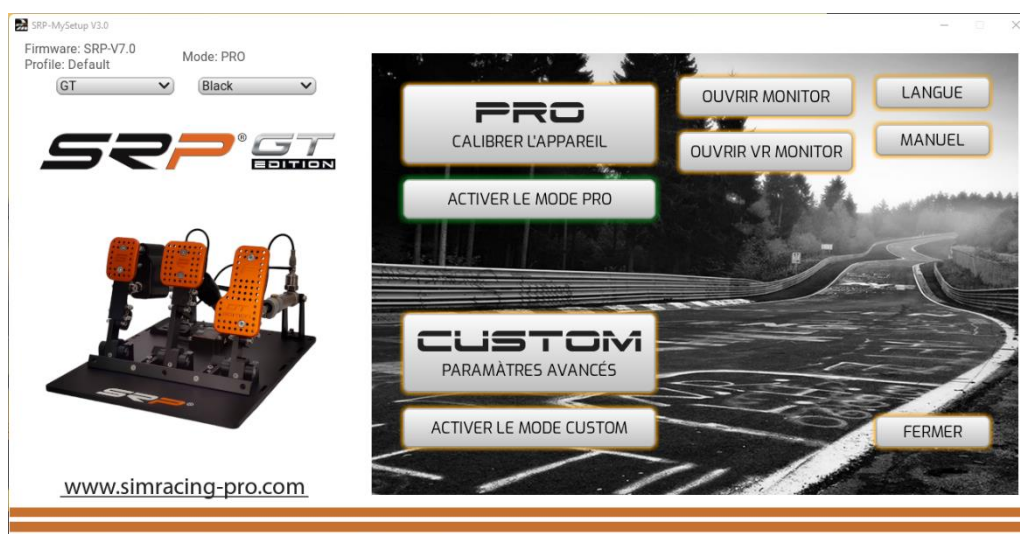 SRP-MySetup V3.0
Firmware: SRP-V7.0
Profile: Default
Mode: PRO
GT
Black
SRP® GT
EDITION
SRP
www.simracing-pro.com
PRO
CALIBRER L'APPAREIL
ACTIVER LE MODE PRO
OUVRIR MONITOR
OUVRIR VR MONITOR
LANGUE
MANUEL
CUSTOM
PARAMÀTRES AVANCÉS
ACTIVER LE MODE CUSTOM
FERMER